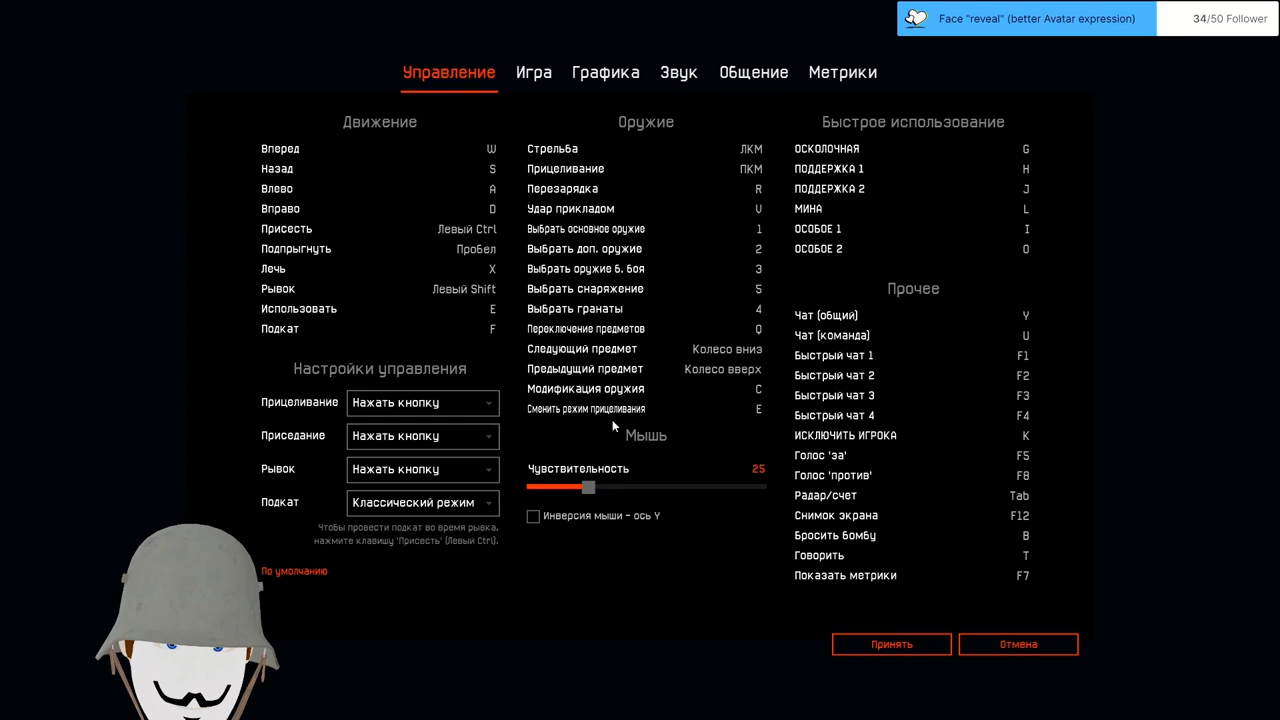 Face "reveal" (better Avatar expression) 34/50 Follower
Управление Игра Графика Звук Общение Метрики
Движение
Вперед W
Назад S
Влево A
Вправо D
Присесть Левый Ctrl
Подпрыгнуть Пробел
Лечь X
Рывок Левый Shift
Использовать E
Подкат F
Настройки управления
Прицеливание Нажать кнопку
Приседание Нажать кнопку
Рывок Нажать кнопку
Подкат Классический режим
Чтобы провести подкат во время рывка,
нажмите клавишу 'Присесть' (Левый Ctrl).
По умолчанию
Оружие
Стрельба ЛКМ
Прицеливание ПКМ
Перезарядка R
Удар прикладом V
Выбрать основное оружие 1
Выбрать доп. оружие 2
Выбрать оружие б. боя 3
Выбрать снаряжение 5
Выбрать гранаты 4
Переключение предметов Q
Следующий предмет Колесо вниз
Предыдущий предмет Колесо вверх
Модификация оружия C
Сменить режим прицеливания E
Мышь
Чувствительность 25
Инверсия мыши - ось Y
Быстрое использование
ОСКОЛОЧНАЯ G
ПОДДЕРЖКА 1 H
ПОДДЕРЖКА 2 J
МИНА L
ОСОБОЕ 1 I
ОСОБОЕ 2 O
Прочее
Чат (общий) Y
Чат (команда) U
Быстрый чат 1 F1
Быстрый чат 2 F2
Быстрый чат 3 F3
Быстрый чат 4 F4
ИСКЛЮЧИТЬ ИГРОКА K
Голос 'за' F5
Голос 'против' F8
Радар/счет Tab
Снимок экрана F12
Бросить бомбу B
Говорить T
Показать метрики F7
Принять Отмена